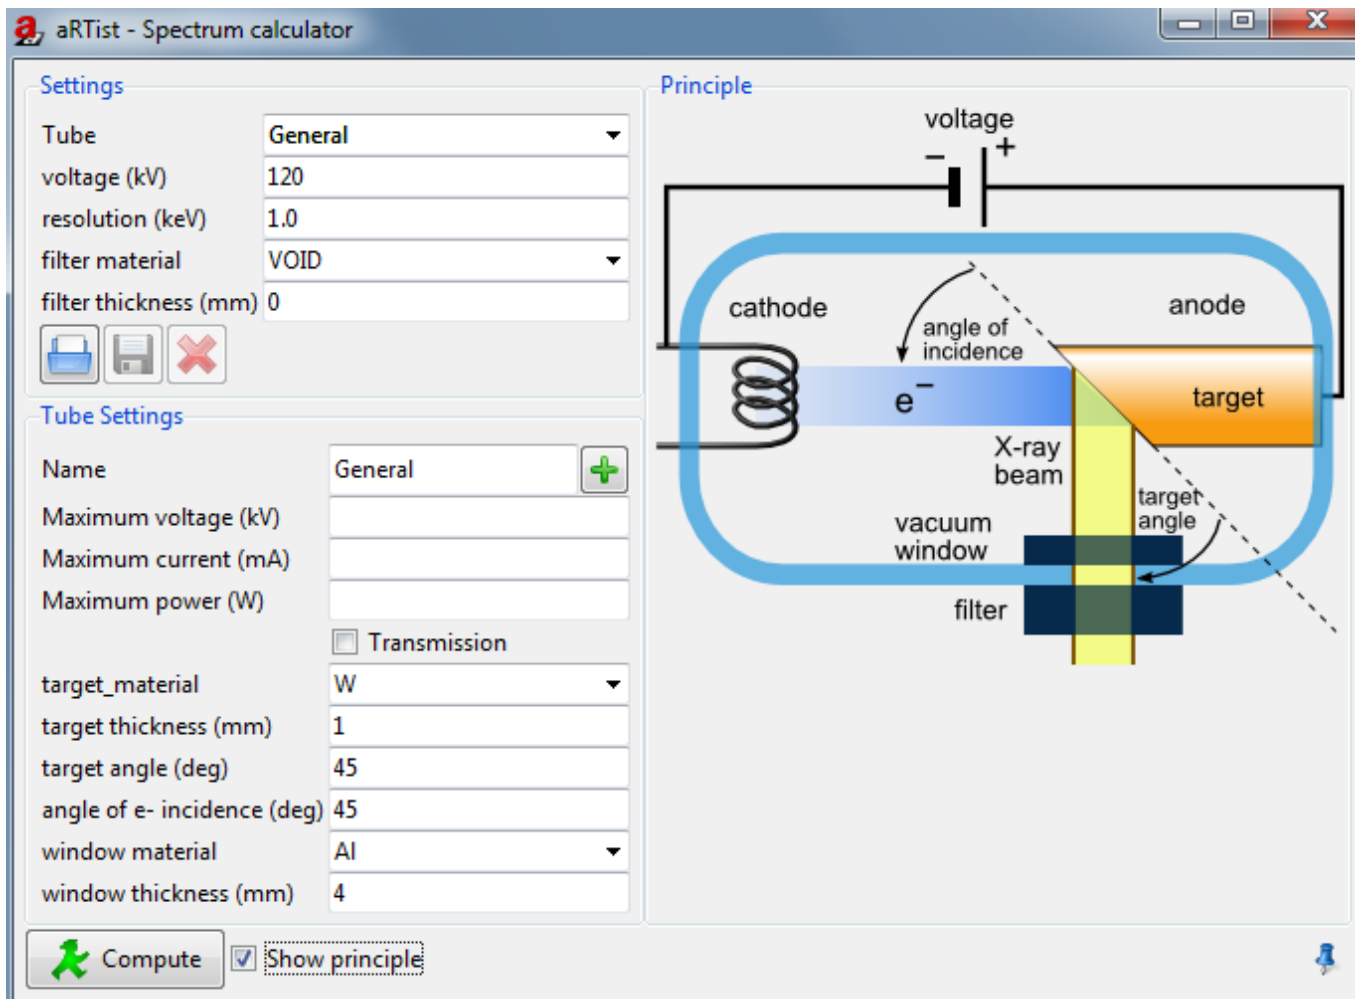 aRTist - Spectrum calculator
Settings
Tube General
voltage (kV) 120
resolution (keV) 1.0
filter material VOID
filter thickness (mm) 0
Tube Settings
Name General
Maximum voltage (kV)
Maximum current (mA)
Maximum power (W)
Transmission
target_material W
target thickness (mm) 1
target angle (deg) 45
angle of e- incidence (deg) 45
window material Al
window thickness (mm) 4
Compute Show principle
Principle
voltage
− +
cathode
angle of
incidence
anode
e−
target
X-ray
beam
target
angle
vacuum
window
filter